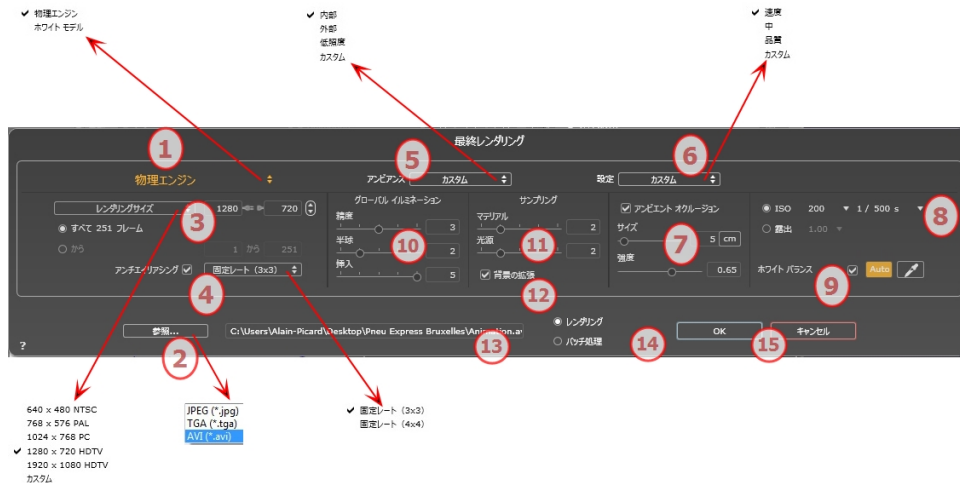 ✔ 物理エンジン
ホワイト モデル
✔ 内部
外部
低照度
カスタム
✔ 速度
中
品質
カスタム
最終レンダリング
1
5
6
物理エンジン
アンビアンス カスタム
設定 カスタム
レンダリングサイズ 3 1280 720
すべて 251 フレーム
から 1 から 251
アンチエイリアシング 固定レート (3x3)
4
グローバル イルミネーション
精度 3
半球 10 2
挿入 5
サンプリング
マテリアル 2
光源 11 2
背景の拡張
12
アンビエント オクルージョン
サイズ 7 5 cm
強度 0.65
ISO 200 1 / 500 s 8
露出 1.00
ホワイト バランス Auto
9
参照...
2
C:\Users\Alain-Picard\Desktop\Pneu Express Bruxelles\
13
レンダリング
バッチ処理
14
OK
15
キャンセル
?
640 x 480 NTSC
768 x 576 PAL
1024 x 768 PC
✔ 1280 x 720 HDTV
1920 x 1080 HDTV
カスタム
JPEG (*.jpg)
TGA (*.tga)
AVI (*.avi)
✔ 固定レート (3x3)
固定レート (4x4)